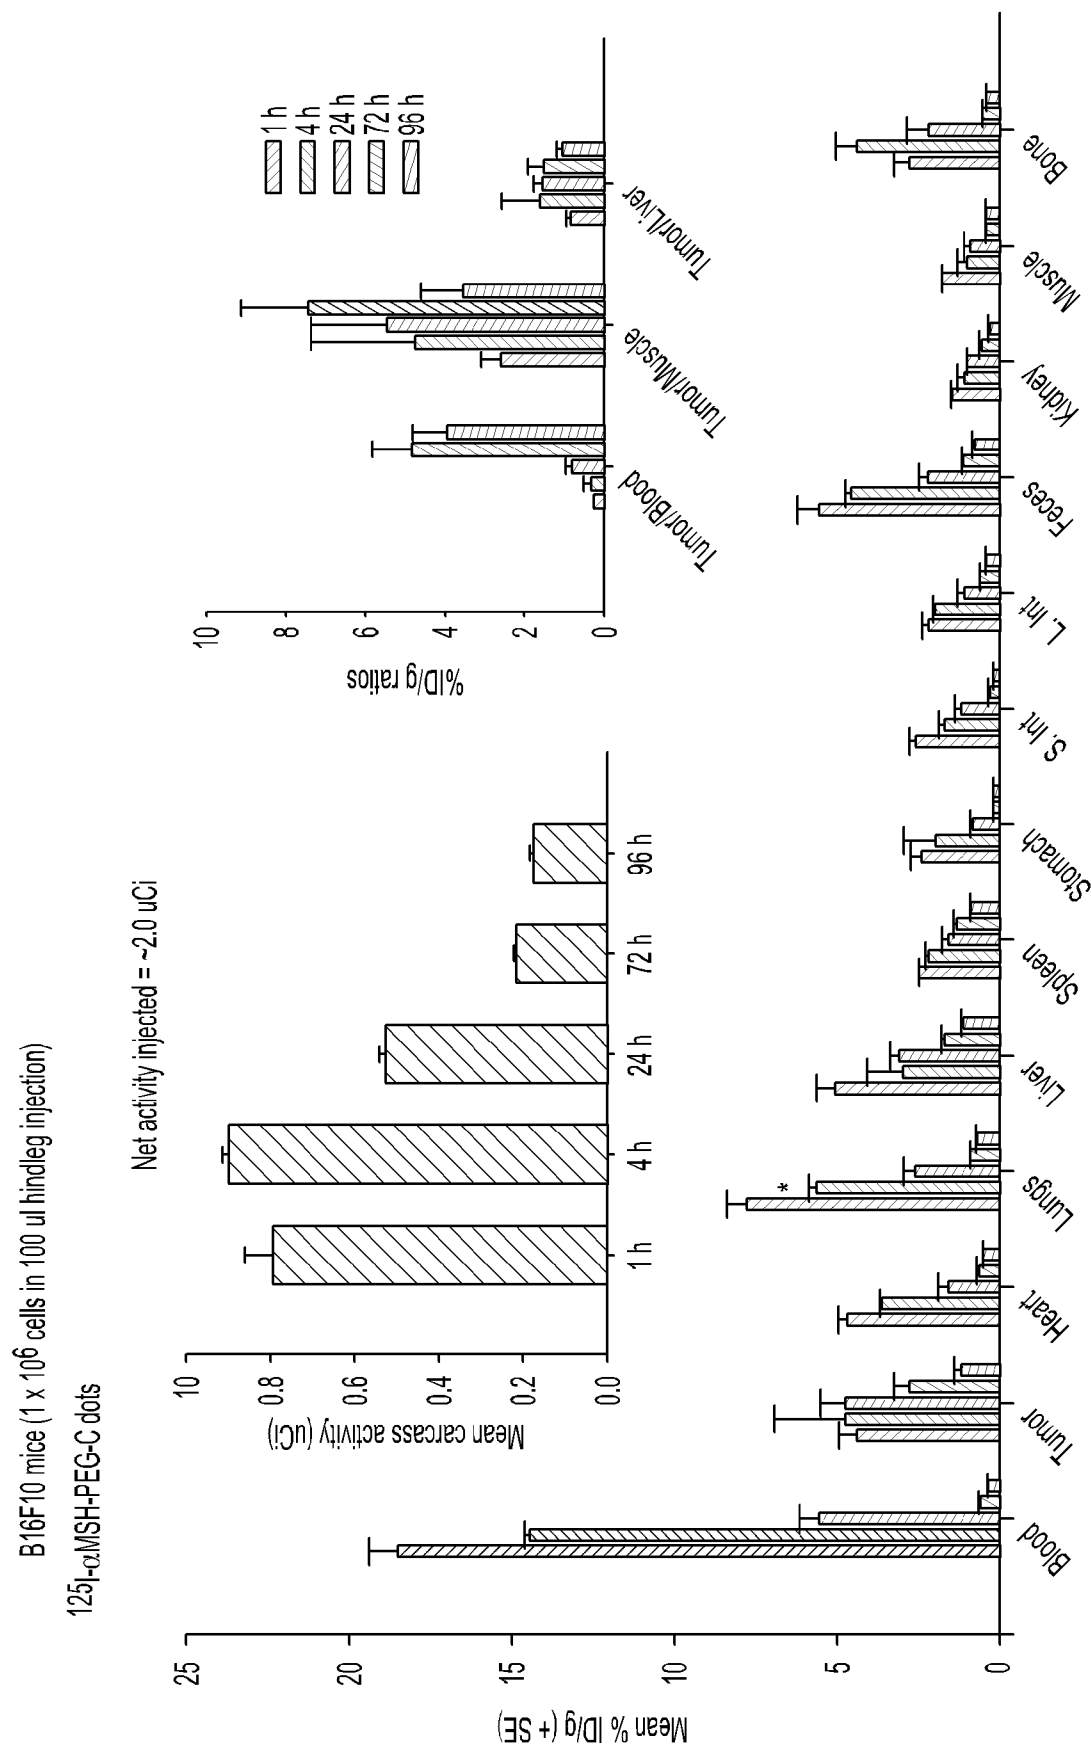 B16F10 mice (1 x 10⁶ cells in 100 ul hindleg injection)
¹²⁵I-αMSH-PEG-C dots
Net activity injected = ~2.0 uCi
Mean carcass activity (uCi)
10
0.8
0.6
0.4
0.2
0.0
1 h
4 h
24 h
72 h
96 h
%ID/g ratios
10
8
6
4
2
0
Tumor/Blood
Tumor/Muscle
Tumor/Liver
1 h
4 h
24 h
72 h
96 h
Mean % ID/g (+ SE)
25
20
15
10
5
0
*
Blood
Tumor
Heart
Lungs
Liver
Spleen
Stomach
S. Int
L. Int
Feces
Kidney
Muscle
Bone